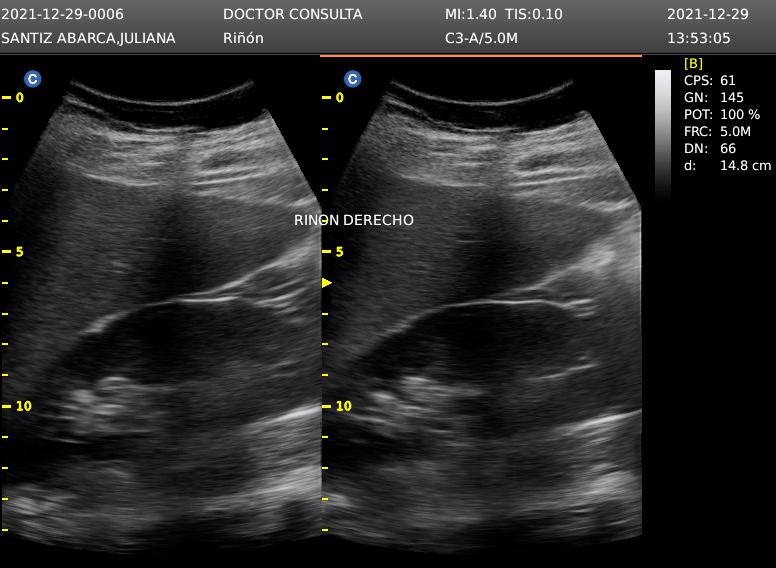 2021-12-29-0006 DOCTOR CONSULTA MI:1.40 TIS:0.10 2021-12-29
SANTIZ ABARCA,JULIANA Riñón C3-A/5.0M 13:53:05
C C [B]
0 0 CPS: 61
GN: 145
POT: 100 %
FRC: 5.0M
DN: 66
d: 14.8 cm
RINON DERECHO
5 5
10 10